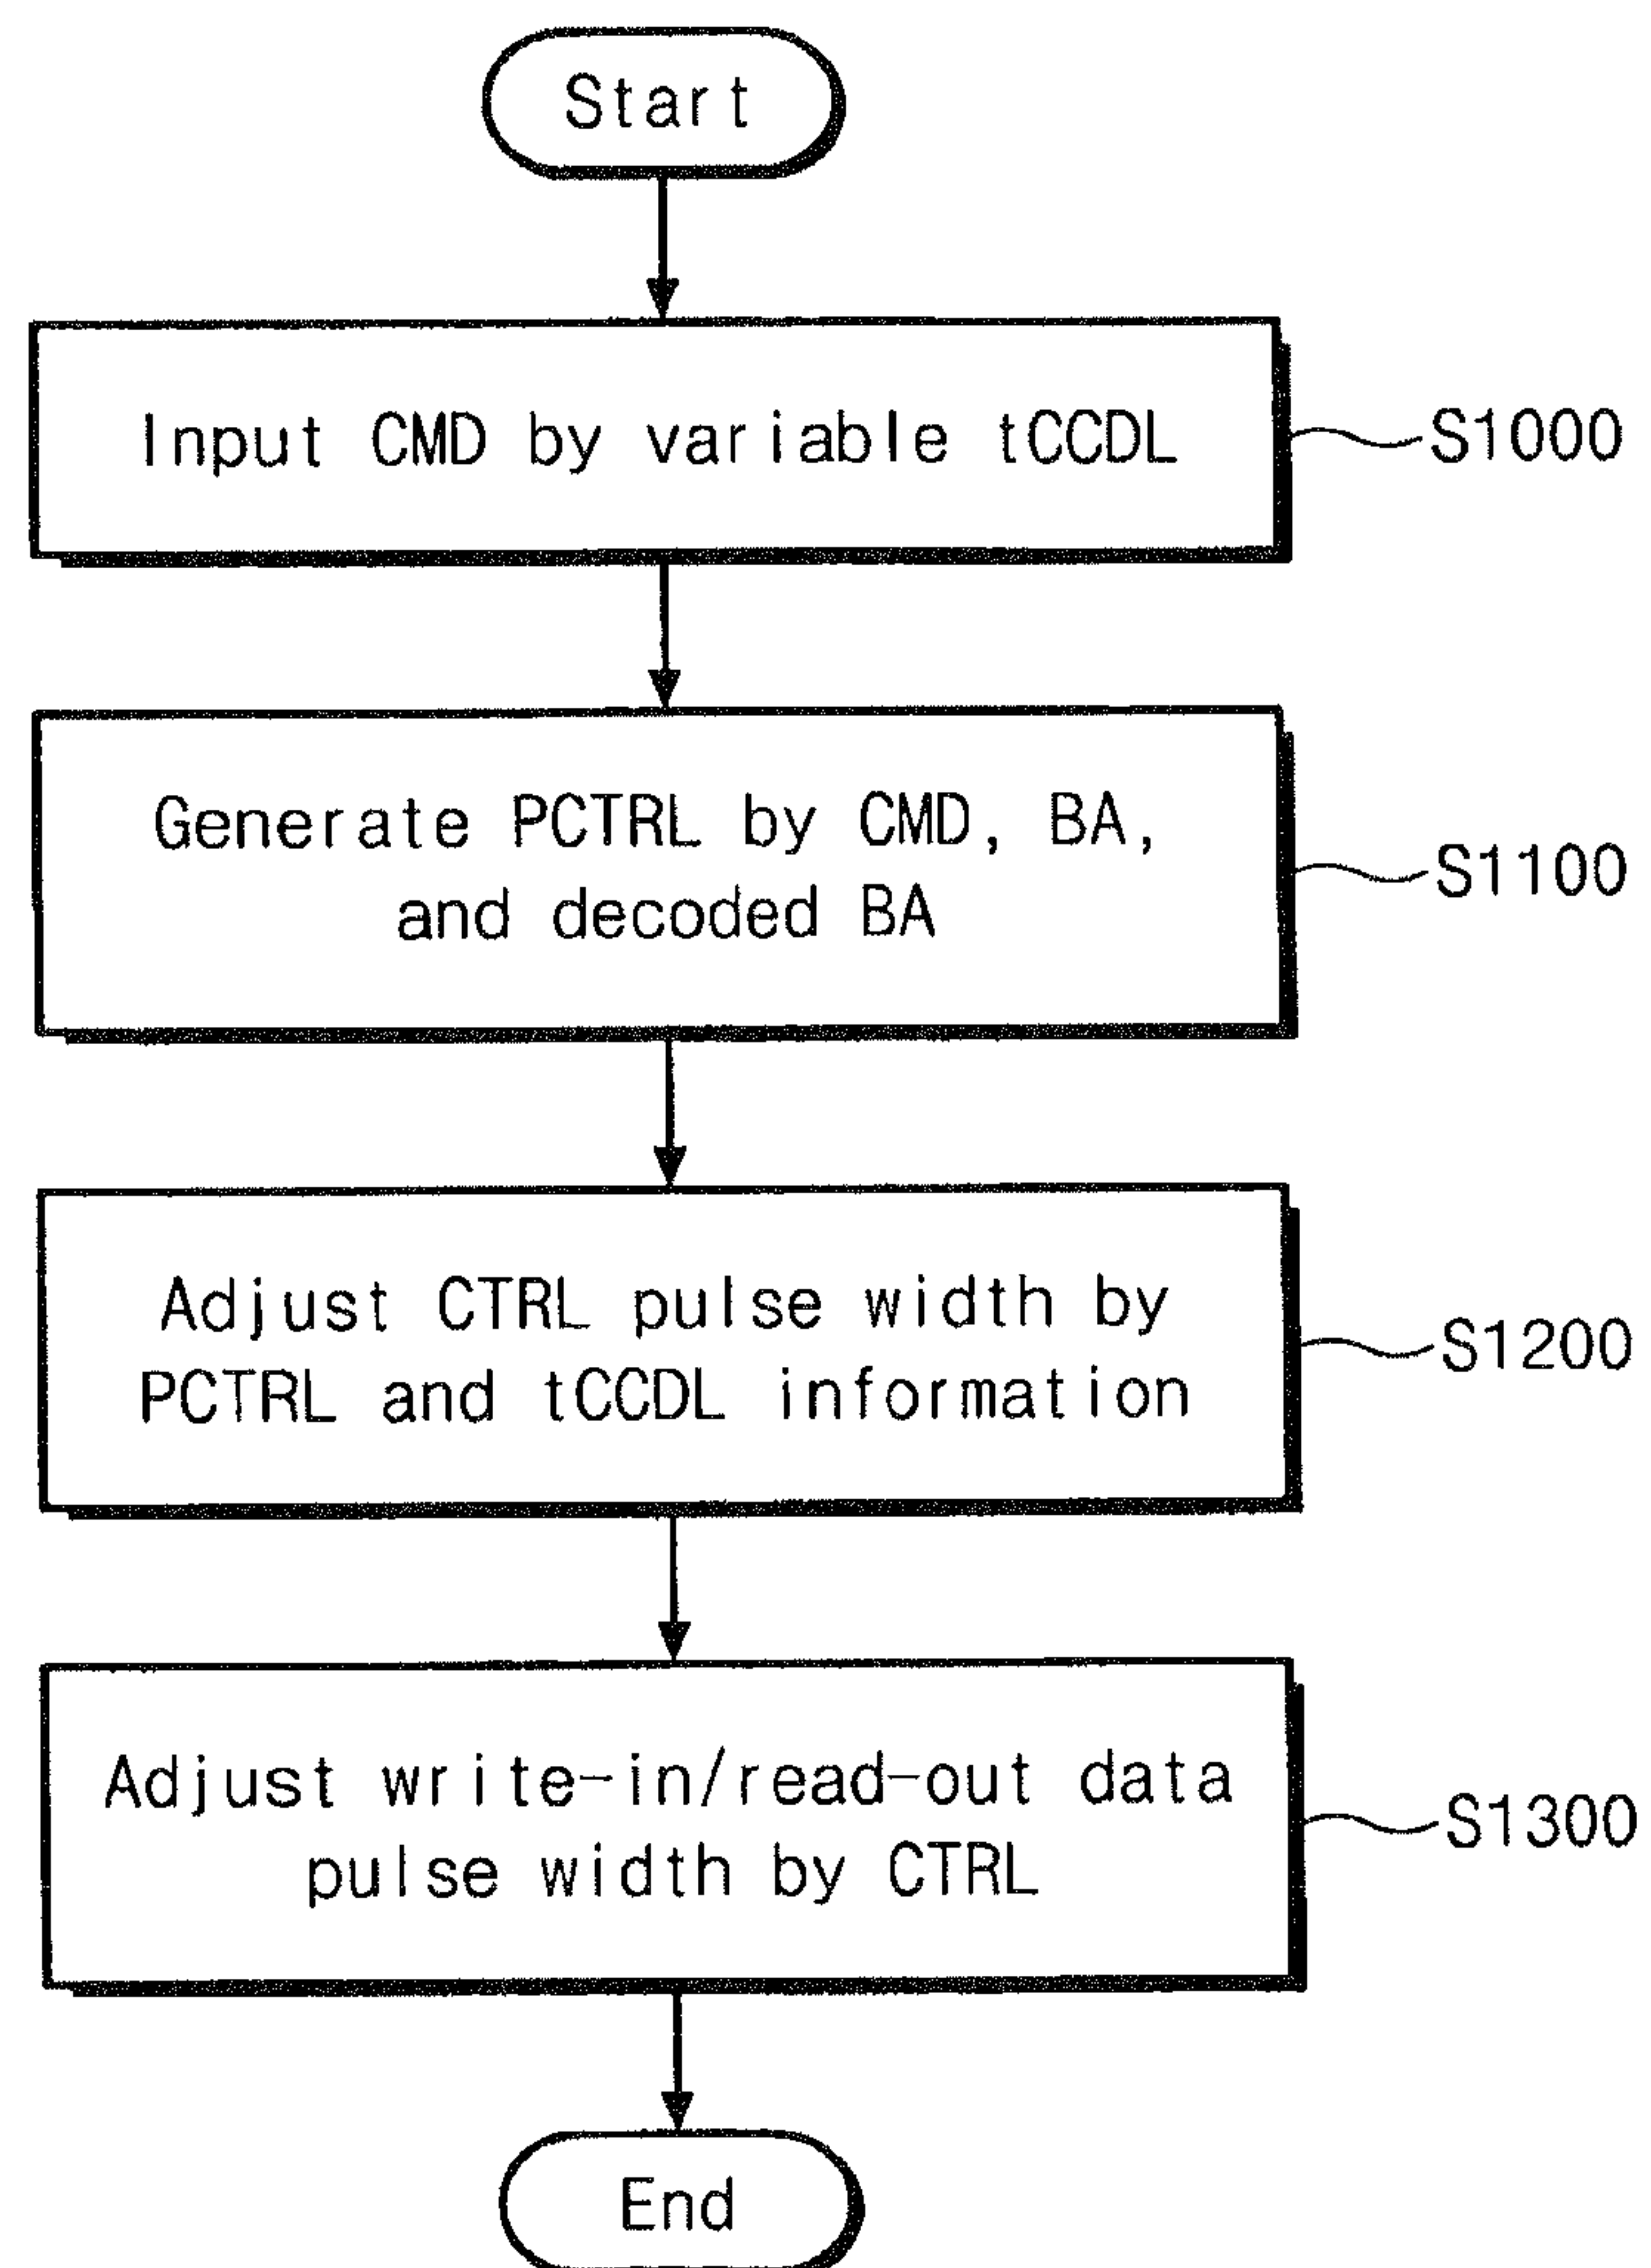 Start
Input CMD by variable tCCDL
S1000
Generate PCTRL by CMD, BA,
and decoded BA
S1100
Adjust CTRL pulse width by
PCTRL and tCCDL information
S1200
Adjust write-in/read-out data
pulse width by CTRL
S1300
End